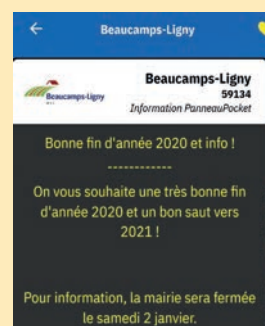 Beaucamps-Ligny
Beaucamps-Ligny
Beaucamps-Ligny
59134
Information PanneauPocket
Bonne fin d'année 2020 et info !
------------
On vous souhaite une très bonne fin
d'année 2020 et un bon saut vers
2021 !
Pour information, la mairie sera fermée
le samedi 2 janvier.